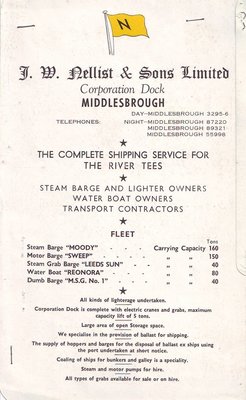 N
J. W. Nellist & Sons Limited
Corporation Dock
MIDDLESBROUGH
DAY—MIDDLESBROUGH 3295-6
TELEPHONES: NIGHT—MIDDLESBROUGH 87220
MIDDLESBROUGH 89321
MIDDLESBROUGH 55998
★
THE COMPLETE SHIPPING SERVICE FOR
THE RIVER TEES
★
STEAM BARGE AND LIGHTER OWNERS
WATER BOAT OWNERS
TRANSPORT CONTRACTORS
★
FLEET
Tons
Steam Barge "MOODY" - - - Carrying Capacity 160
Motor Barge "SWEEP" - - - „ „ 150
Steam Grab Barge "LEEDS SUN" - - „ „ 40
Water Boat "REONORA" - - - „ „ 80
Dumb Barge "M.S.G. No. 1" - - „ „ 40
★
All kinds of lighterage undertaken.
Corporation Dock is complete with electric cranes and grabs, maximum
capacity lift of 5 tons.
Large area of open Storage space.
We specialise in the provision of ballast for shipping.
The supply of hoppers and barges for the disposal of ballast ex ships using
the port undertaken at short notice.
Coaling of ships for bunkers and galley is a speciality.
Steam and motor pumps for hire.
All types of grabs available for sale or on hire.